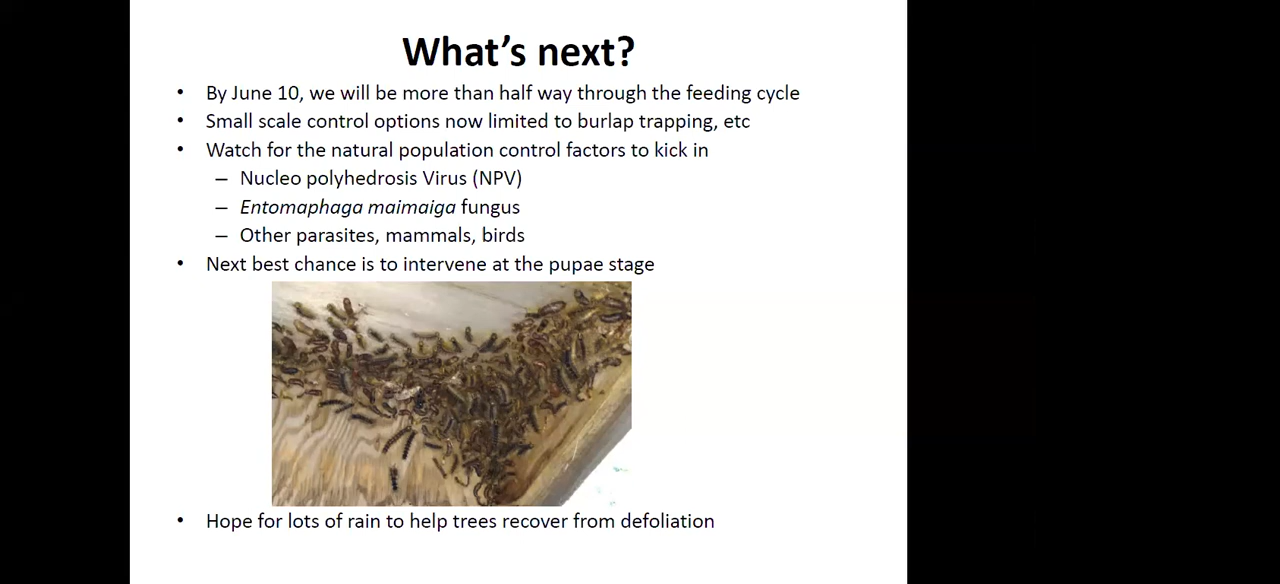 What's next?
• By June 10, we will be more than half way through the feeding cycle
• Small scale control options now limited to burlap trapping, etc
• Watch for the natural population control factors to kick in
– Nucleo polyhedrosis Virus (NPV)
– Entomaphaga maimaiga fungus
– Other parasites, mammals, birds
• Next best chance is to intervene at the pupae stage
• Hope for lots of rain to help trees recover from defoliation